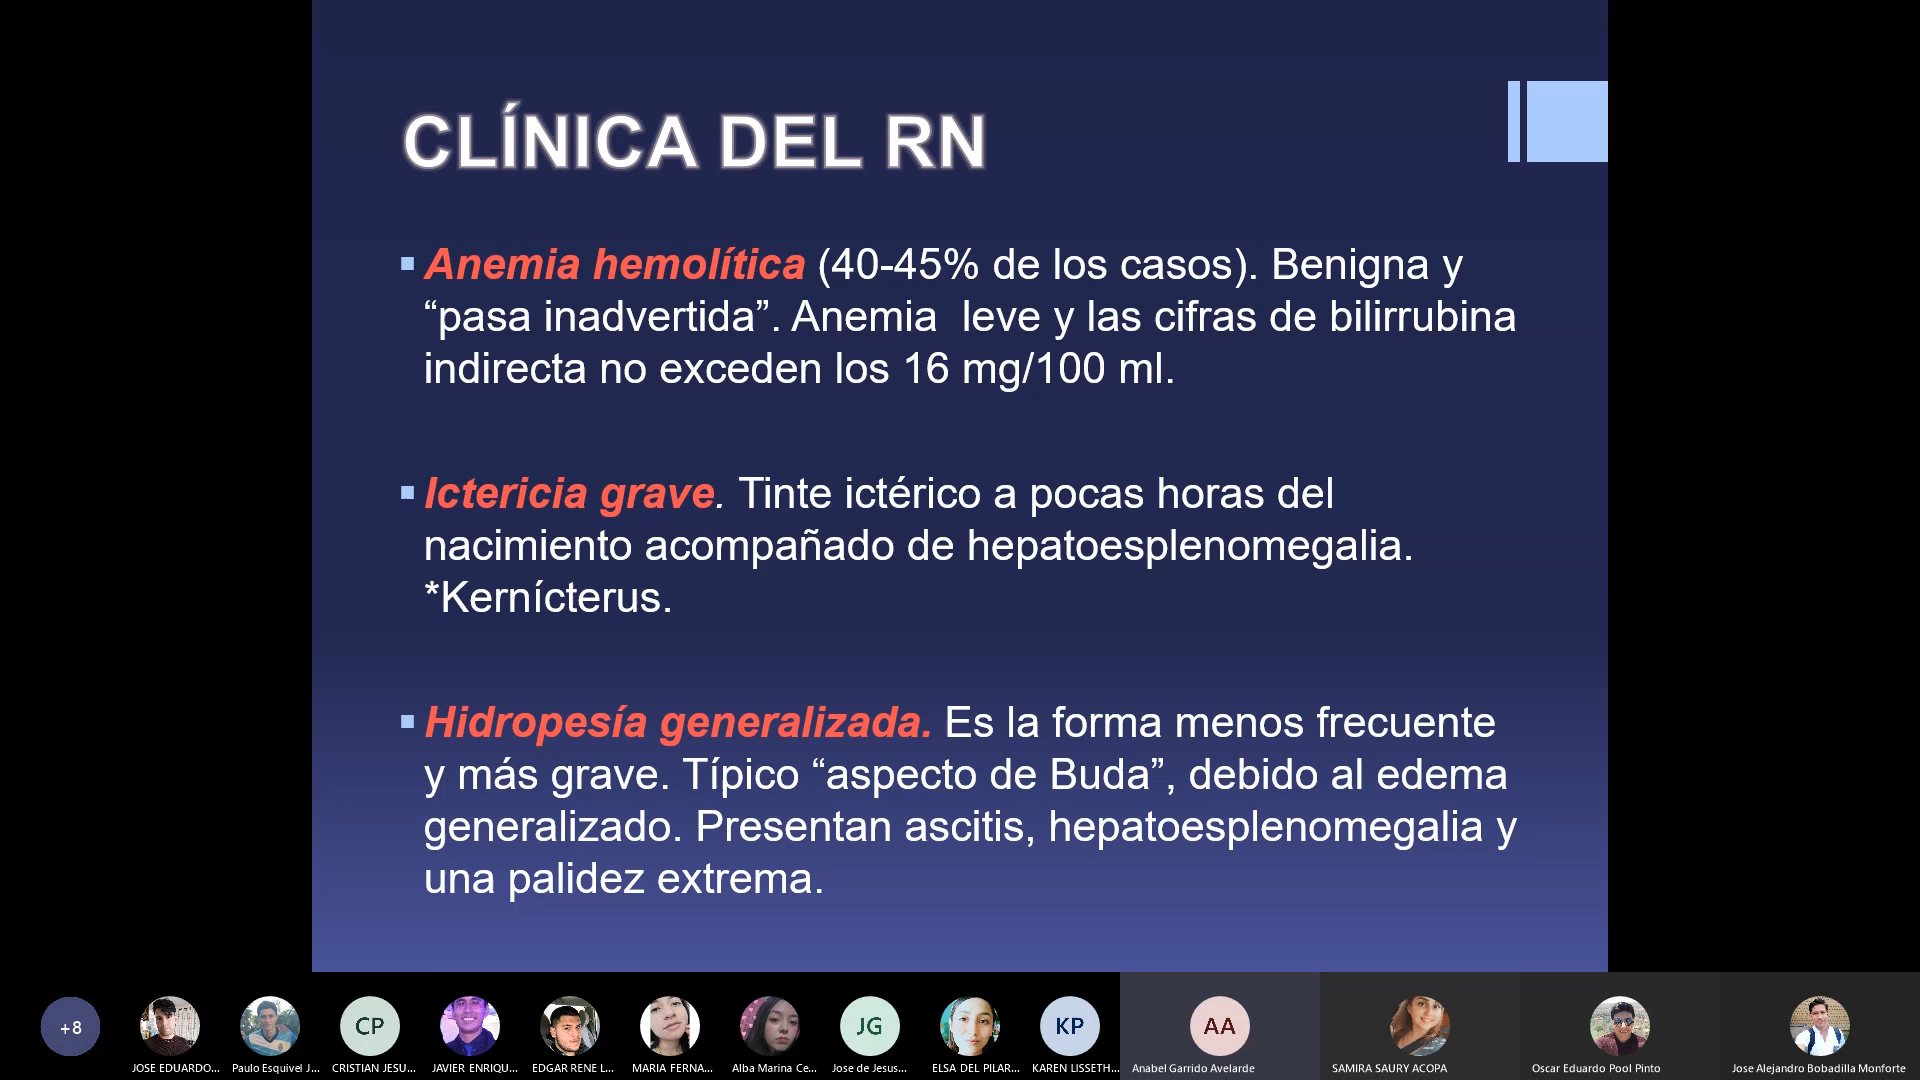 CLÍNICA DEL RN
Anemia hemolítica (40-45% de los casos). Benigna y
“pasa inadvertida”. Anemia  leve y las cifras de bilirrubina
indirecta no exceden los 16 mg/100 ml.
Ictericia grave. Tinte ictérico a pocas horas del
nacimiento acompañado de hepatoesplenomegalia.
*Kernícterus.
Hidropesía generalizada. Es la forma menos frecuente
y más grave. Típico “aspecto de Buda”, debido al edema
generalizado. Presentan ascitis, hepatoesplenomegalia y
una palidez extrema.
+8
CP
JG
KP
AA
JOSE EDUARDO...
Paulo Esquivel J...
CRISTIAN JESU...
JAVIER ENRIQU...
EDGAR RENE L...
MARIA FERNA...
Alba Marina Ce...
Jose de Jesus...
ELSA DEL PILAR...
KAREN LISSETH...
Anabel Garrido Avelarde
SAMIRA SAURY ACOPA
Oscar Eduardo Pool Pinto
Jose Alejandro Bobadilla Monforte